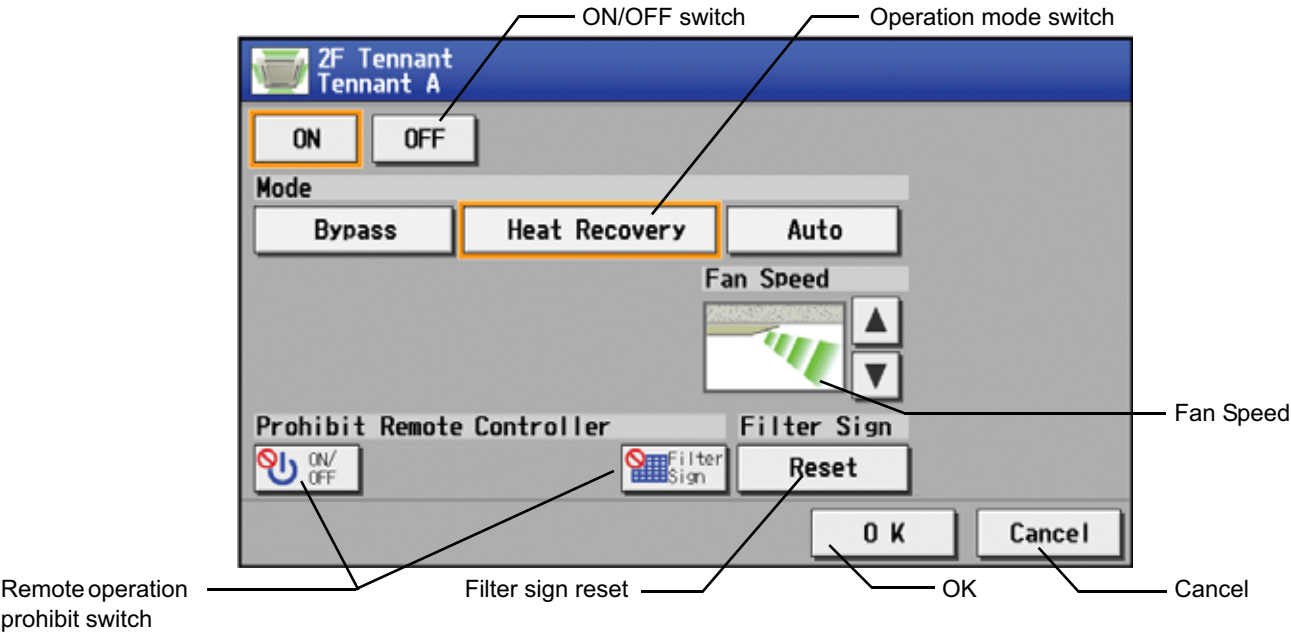 ON/OFF switch
Operation mode switch
2F Tennant
Tennant A
ON
OFF
Mode
Bypass
Heat Recovery
Auto
Fan Speed
Fan Speed
Prohibit Remote Controller
Filter Sign
ON/
OFF
Filter
Sign
Reset
O K
Cancel
Remote operation
prohibit switch
Filter sign reset
OK
Cancel